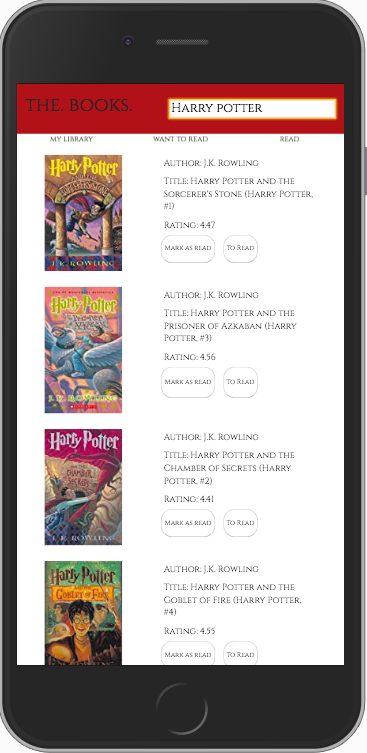 THE. BOOKS.
HARRY POTTER
MY LIBRARY WANT TO READ READ
Harry Potter
AND THE
SORCERER'S STONE
J. K. ROWLING
AUTHOR: J.K. ROWLING
TITLE: HARRY POTTER AND THE
SORCERER'S STONE (HARRY POTTER,
#1)
RATING: 4.47
MARK AS READ TO READ
Harry Potter
PRISONER OF
AZKABAN
J. K. ROWLING
AUTHOR: J.K. ROWLING
TITLE: HARRY POTTER AND THE
PRISONER OF AZKABAN (HARRY
POTTER, #3)
RATING: 4.56
MARK AS READ TO READ
Harry Potter
AND THE
CHAMBER
OF SECRETS
J. K. ROWLING
AUTHOR: J.K. ROWLING
TITLE: HARRY POTTER AND THE
CHAMBER OF SECRETS (HARRY
POTTER, #2)
RATING: 4.41
MARK AS READ TO READ
Harry Potter
AND THE
GOBLET OF FIRE
AUTHOR: J.K. ROWLING
TITLE: HARRY POTTER AND THE
GOBLET OF FIRE (HARRY POTTER,
#4)
RATING: 4.55
MARK AS READ TO READ